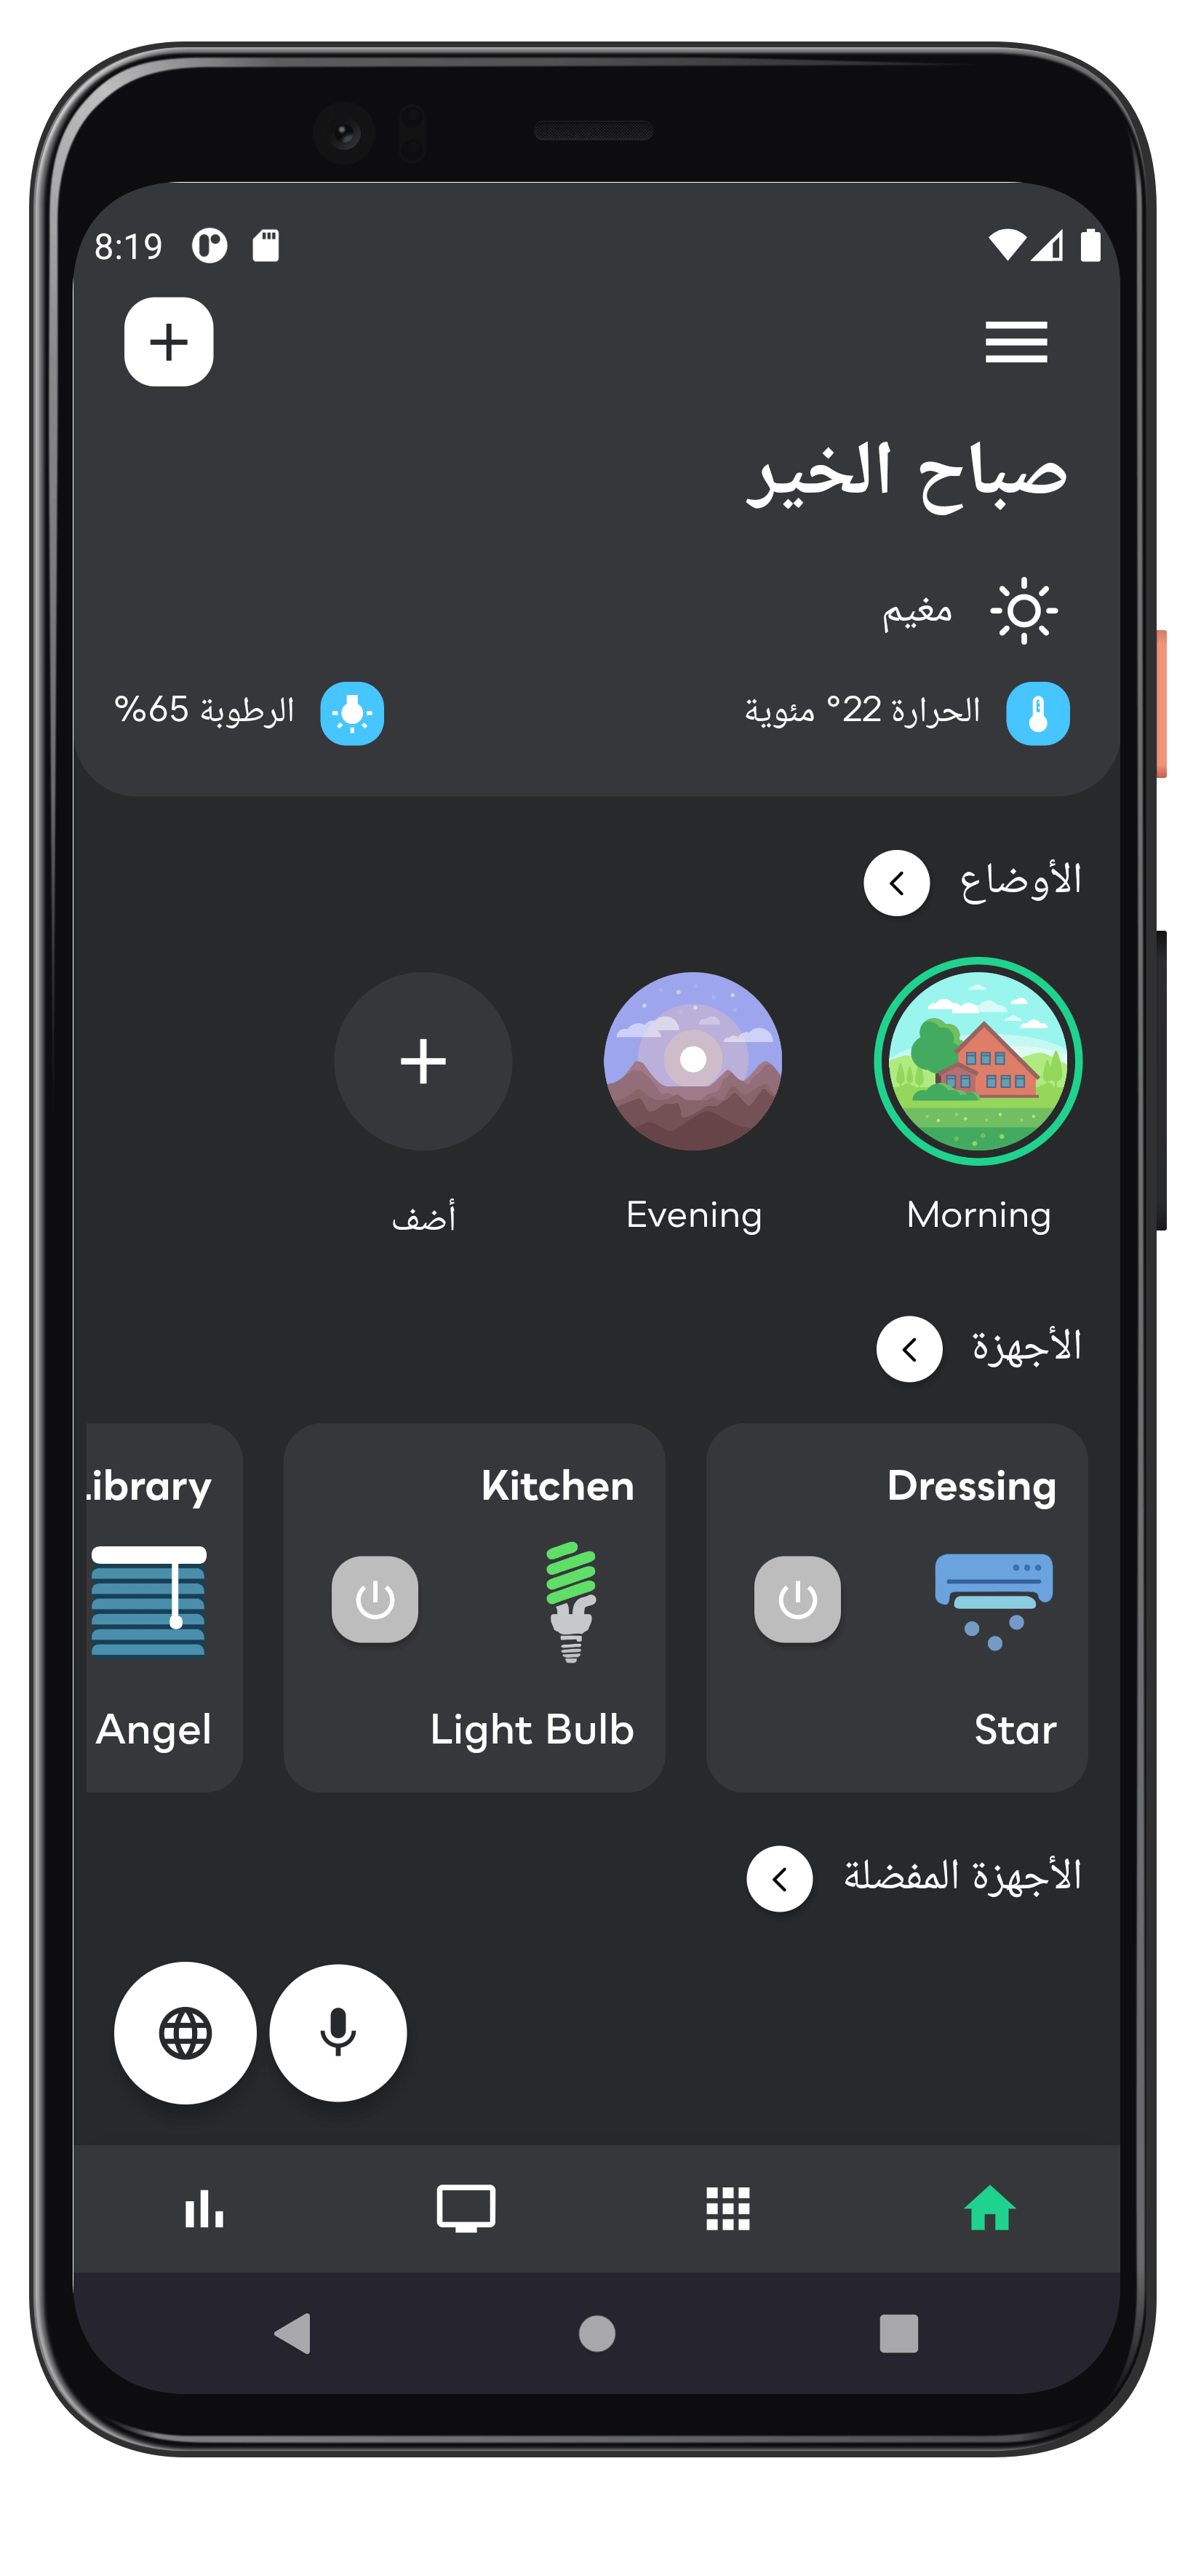 8:19
صباح الخير
مغيم
الحرارة 22° مئوية
الرطوبة 65%
الأوضاع
Morning
Evening
أضف
الأجهزة
Dressing
Kitchen
ibrary
Star
Light Bulb
Angel
الأجهزة المفضلة